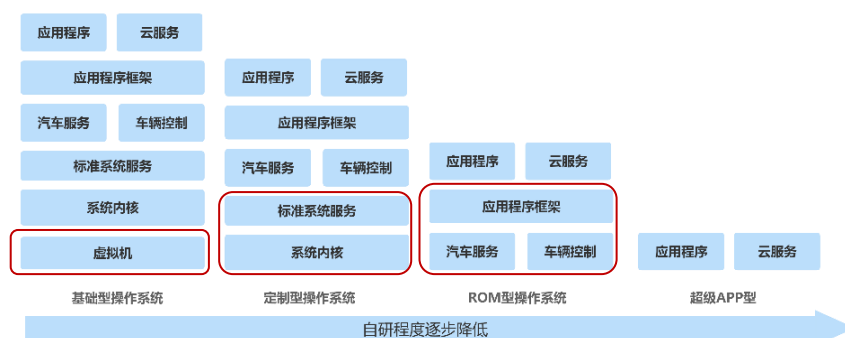 应用程序 云服务
应用程序框架
汽车服务 车辆控制
标准系统服务
系统内核
虚拟机
基础型操作系统
应用程序 云服务
应用程序框架
汽车服务 车辆控制
标准系统服务
系统内核
定制型操作系统
应用程序 云服务
应用程序框架
汽车服务 车辆控制
ROM型操作系统
应用程序 云服务
超级APP型
自研程度逐步降低